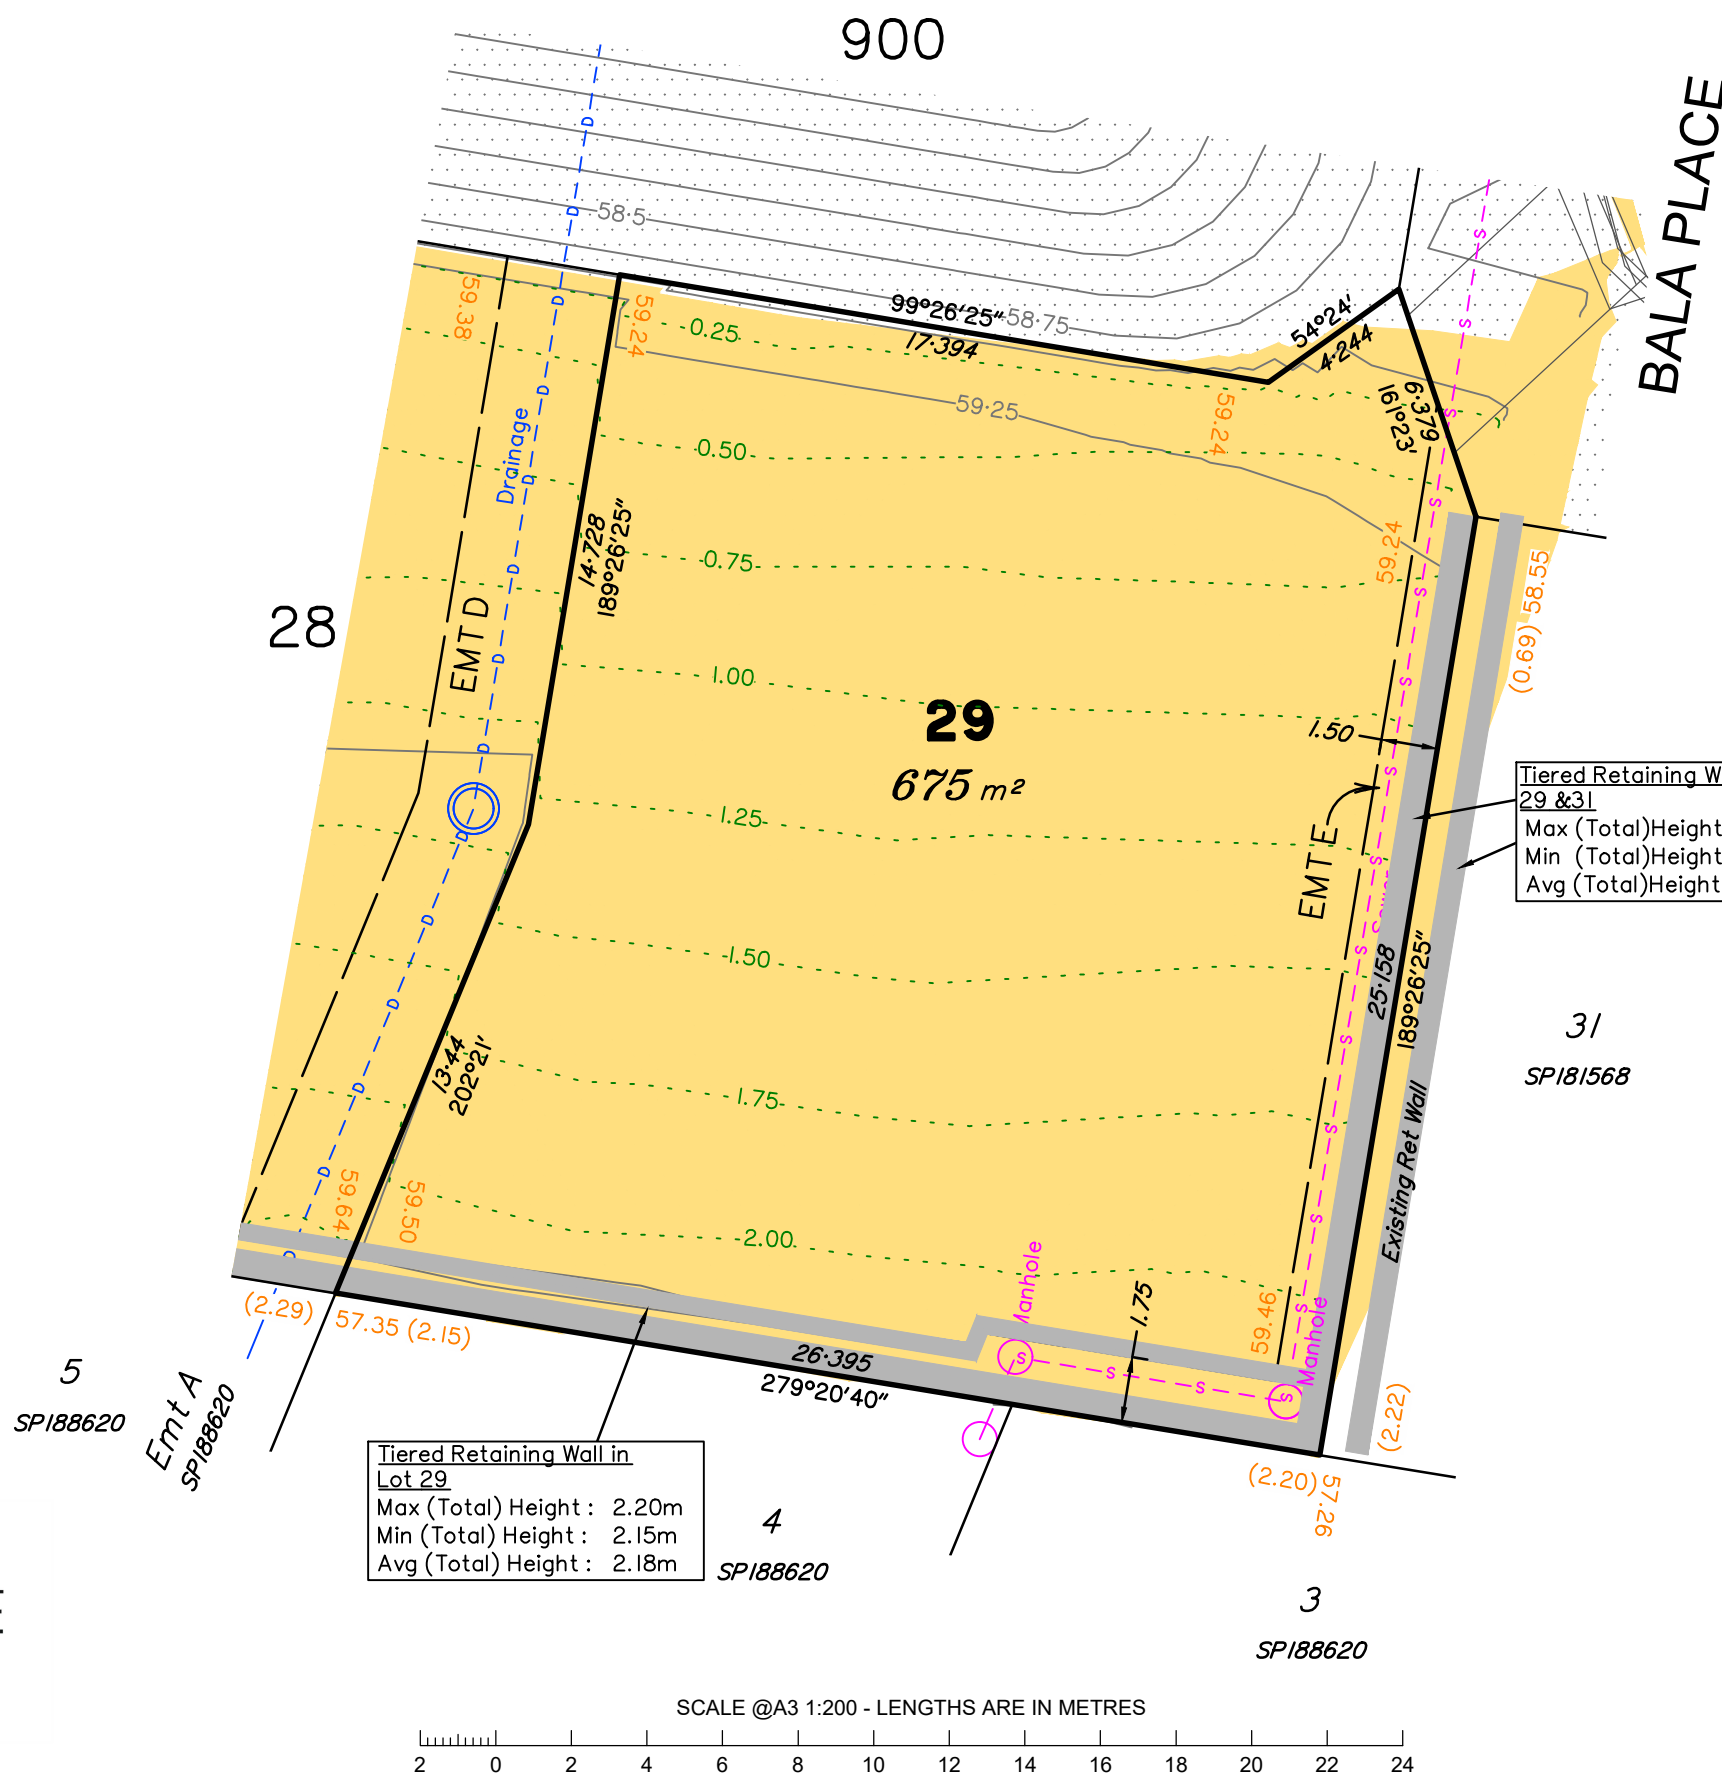 900
BALA PLACE
58·5
59.38
59.24
99°26'25"
58·75
17·394
54°24'
4·244
0.25
59·25
59.24
6·379
161°23'
Drainage
0.50
14·728
189°26'25"
0.75
59.24
(0.69) 58.55
28
EMT D
1.00
29
675 m²
1.50
EMT E
1.25
Tiered Retaining W
29 &31
Max (Total)Height
Min (Total)Height
Avg (Total)Height
1.50
25·158
189°26'25"
31
SP181568
13·44
202°21'
1.75
Existing Ret Wall
59.64
59.50
2.00
Manhole
1.75
59.46
Manhole
(2.29)
57.35 (2.15)
26·395
279°20'40"
(2.22)
(2.20)
57.26
5
SP188620
Emt A
SP188620
Tiered Retaining Wall in
Lot 29
Max (Total) Height : 2.20m
Min (Total) Height : 2.15m
Avg (Total) Height : 2.18m
4
SP188620
3
SP188620
SCALE @A3 1:200 - LENGTHS ARE IN METRES
2 0 2 4 6 8 10 12 14 16 18 20 22 24